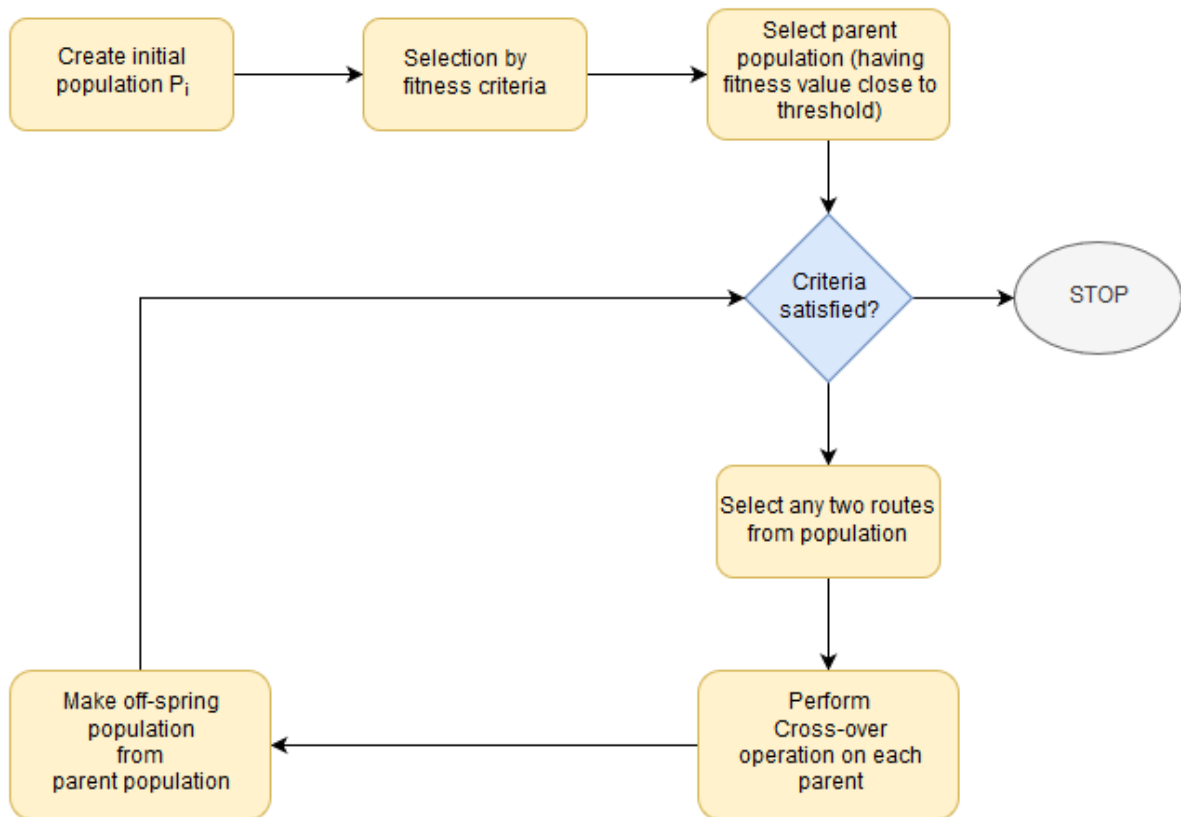 Create initial
population Pi
Selection by
fitness criteria
Select parent
population (having
fitness value close to
threshold)
Criteria
satisfied?
STOP
Select any two routes
from population
Perform
Cross-over
operation on each
parent
Make off-spring
population
from
parent population